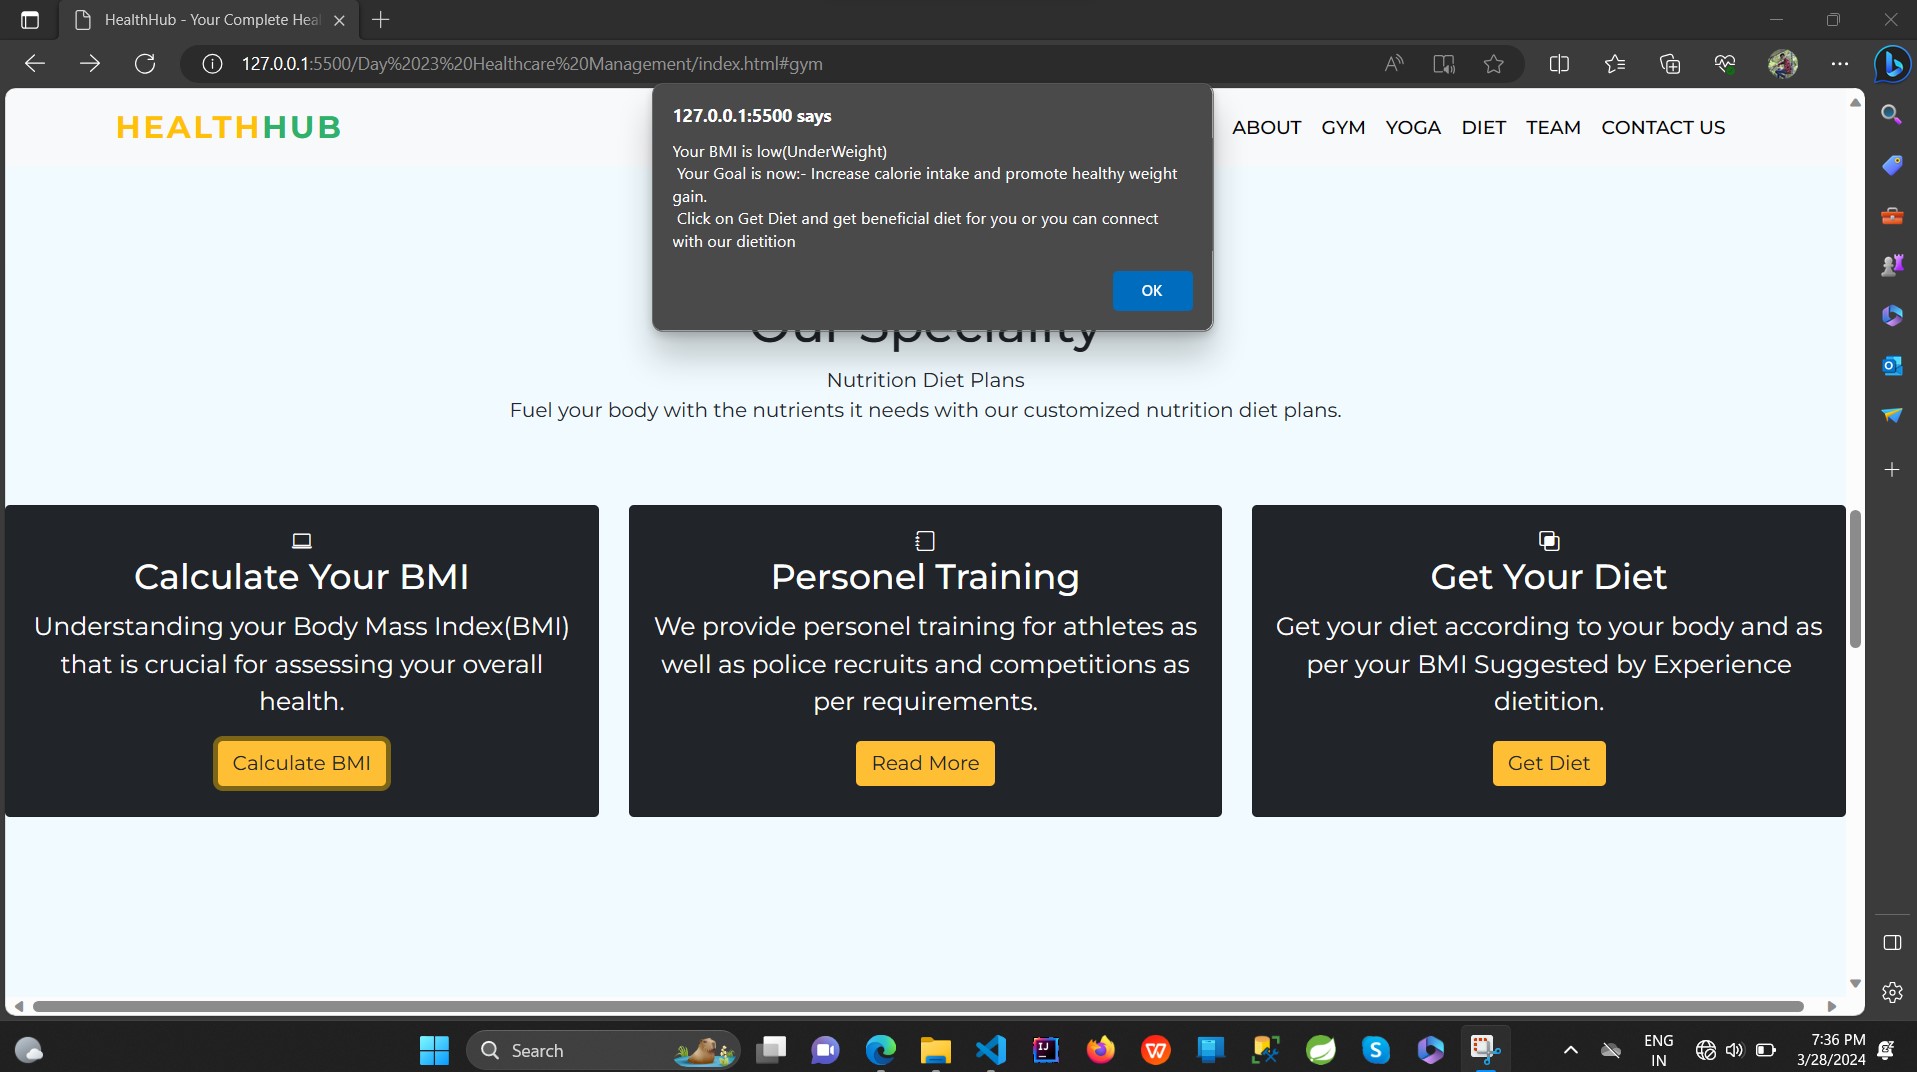 HealthHub - Your Complete Heal
127.0.0.1:5500/Day%2023%20Healthcare%20Management/index.html#gym
HEALTHHUB
ABOUT GYM YOGA DIET TEAM CONTACT US
127.0.0.1:5500 says
Your BMI is low(UnderWeight)
Your Goal is now:- Increase calorie intake and promote healthy weight
gain.
Click on Get Diet and get beneficial diet for you or you can connect
with our dietition
OK
Our Speciality
Nutrition Diet Plans
Fuel your body with the nutrients it needs with our customized nutrition diet plans.
Calculate Your BMI
Understanding your Body Mass Index(BMI)
that is crucial for assessing your overall
health.
Calculate BMI
Personel Training
We provide personel training for athletes as
well as police recruits and competitions as
per requirements.
Read More
Get Your Diet
Get your diet according to your body and as
per your BMI Suggested by Experience
dietition.
Get Diet
Search
ENG
IN
7:36 PM
3/28/2024